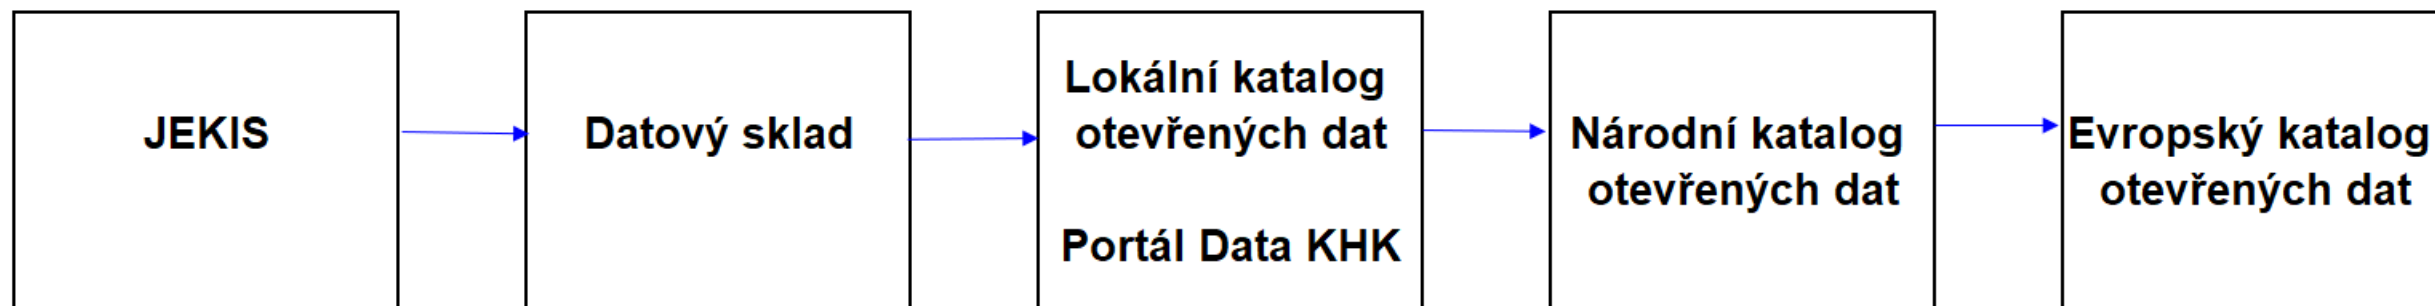 JEKIS
Datový sklad
Lokální katalog
otevřených dat
Portál Data KHK
Národní katalog
otevřených dat
Evropský katalog
otevřených dat